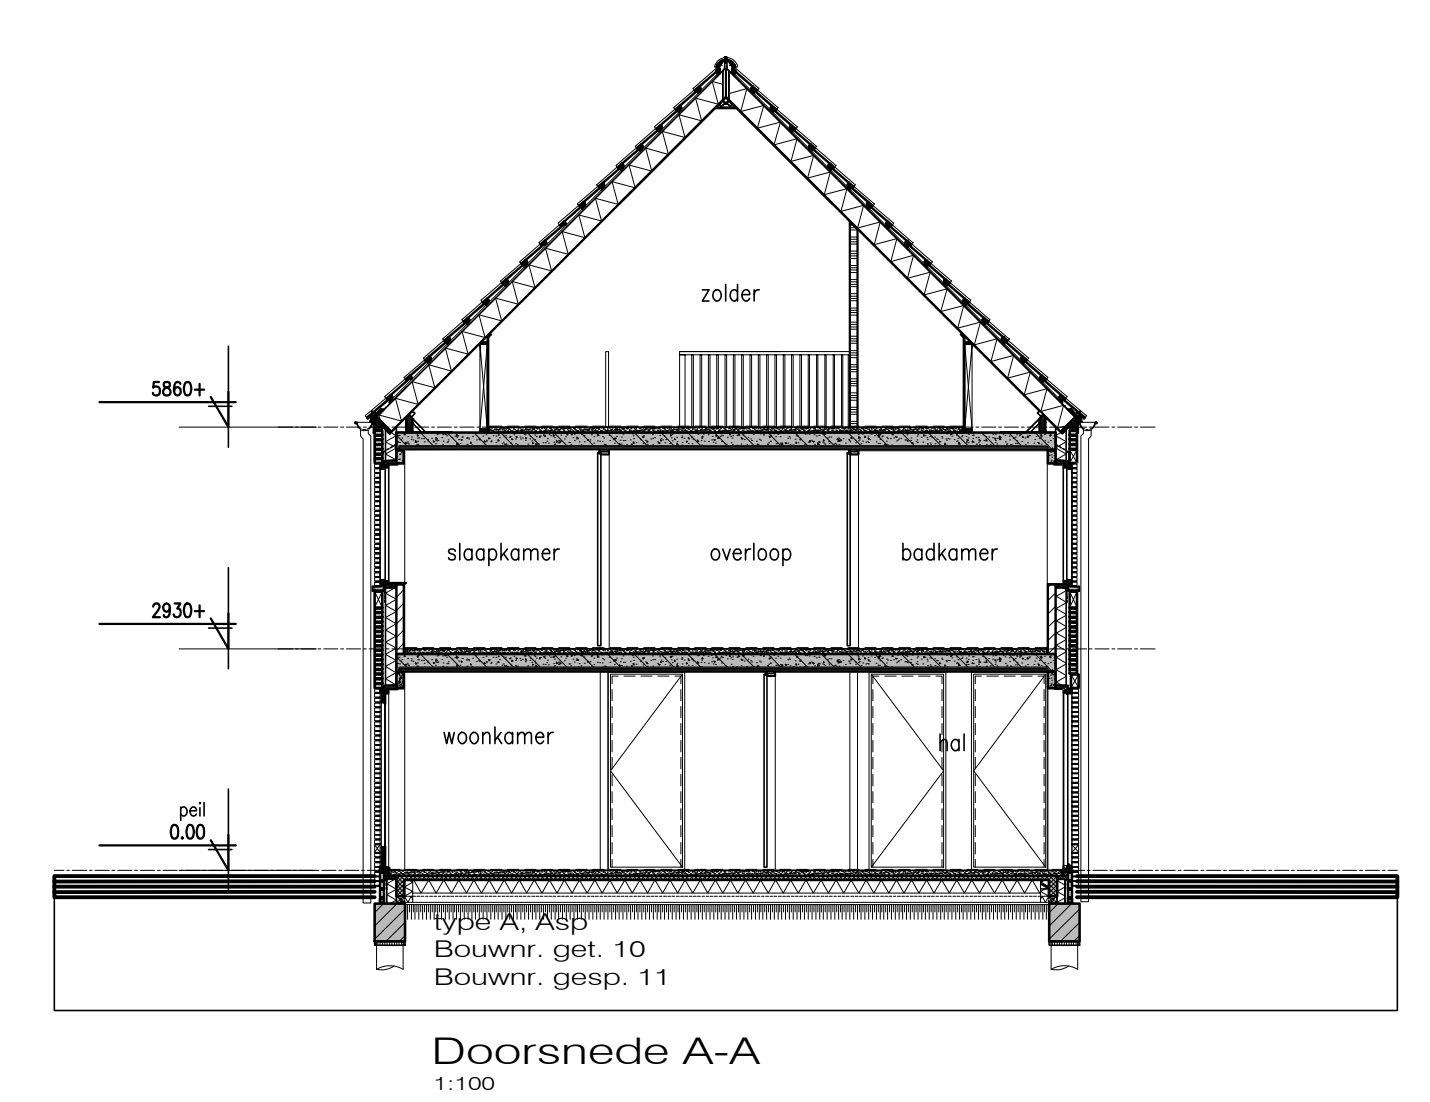 zolder
5860+
slaapkamer overloop badkamer
2930+
woonkamer hal
peil
0.00
type A, Asp
Bouwnr. get. 10
Bouwnr. gesp. 11
Doorsnede A-A
1:100